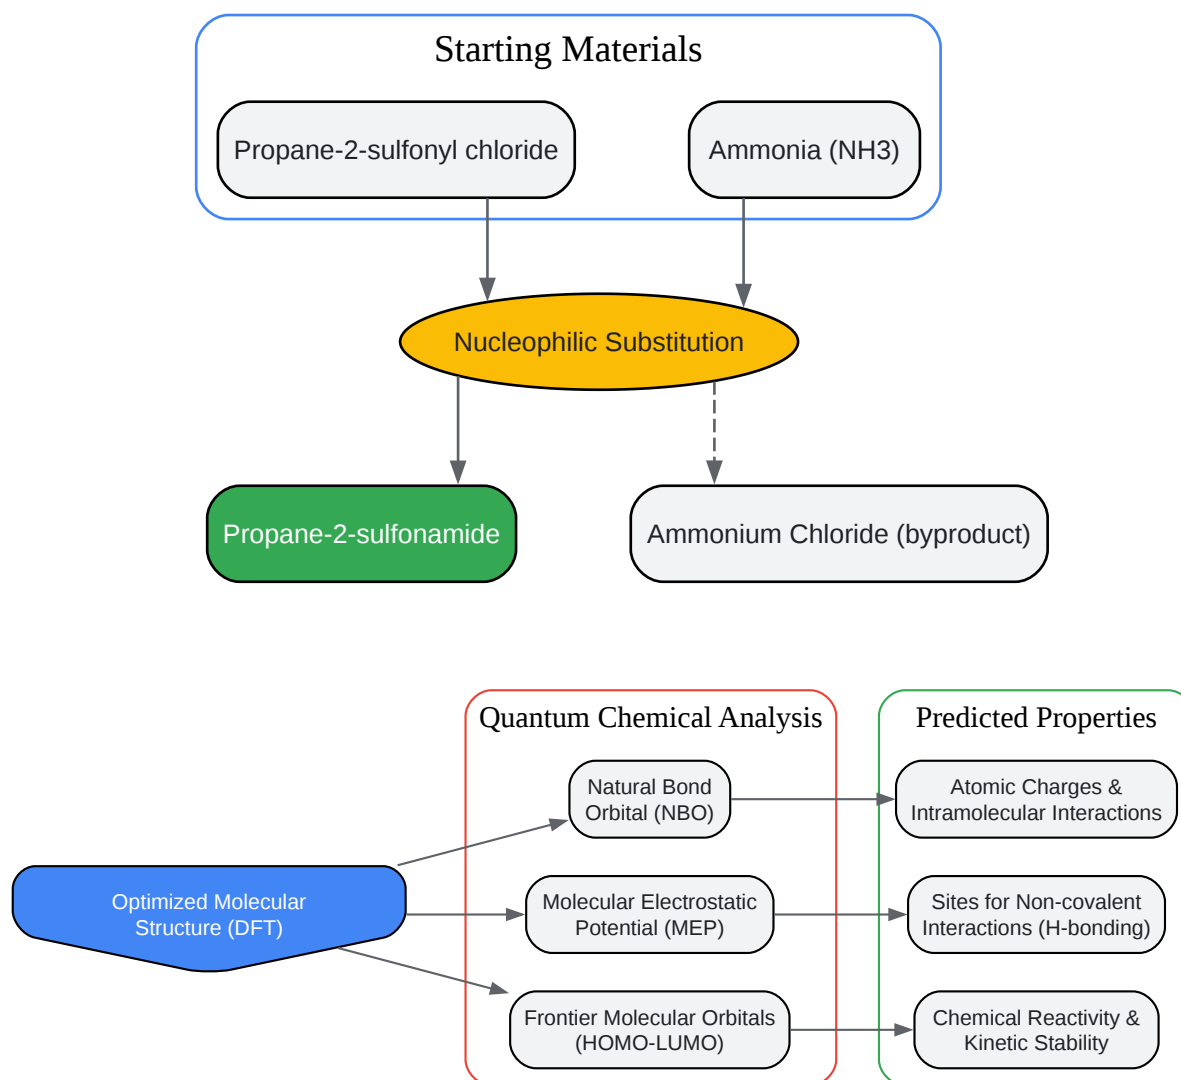 Starting Materials
Propane-2-sulfonyl chloride
Ammonia (NH3)
Nucleophilic Substitution
Propane-2-sulfonamide
Ammonium Chloride (byproduct)
Quantum Chemical Analysis
Predicted Properties
Natural Bond
Orbital (NBO)
Atomic Charges &
Intramolecular Interactions
Optimized Molecular
Structure (DFT)
Molecular Electrostatic
Potential (MEP)
Sites for Non-covalent
Interactions (H-bonding)
Frontier Molecular Orbitals
(HOMO-LUMO)
Chemical Reactivity &
Kinetic Stability